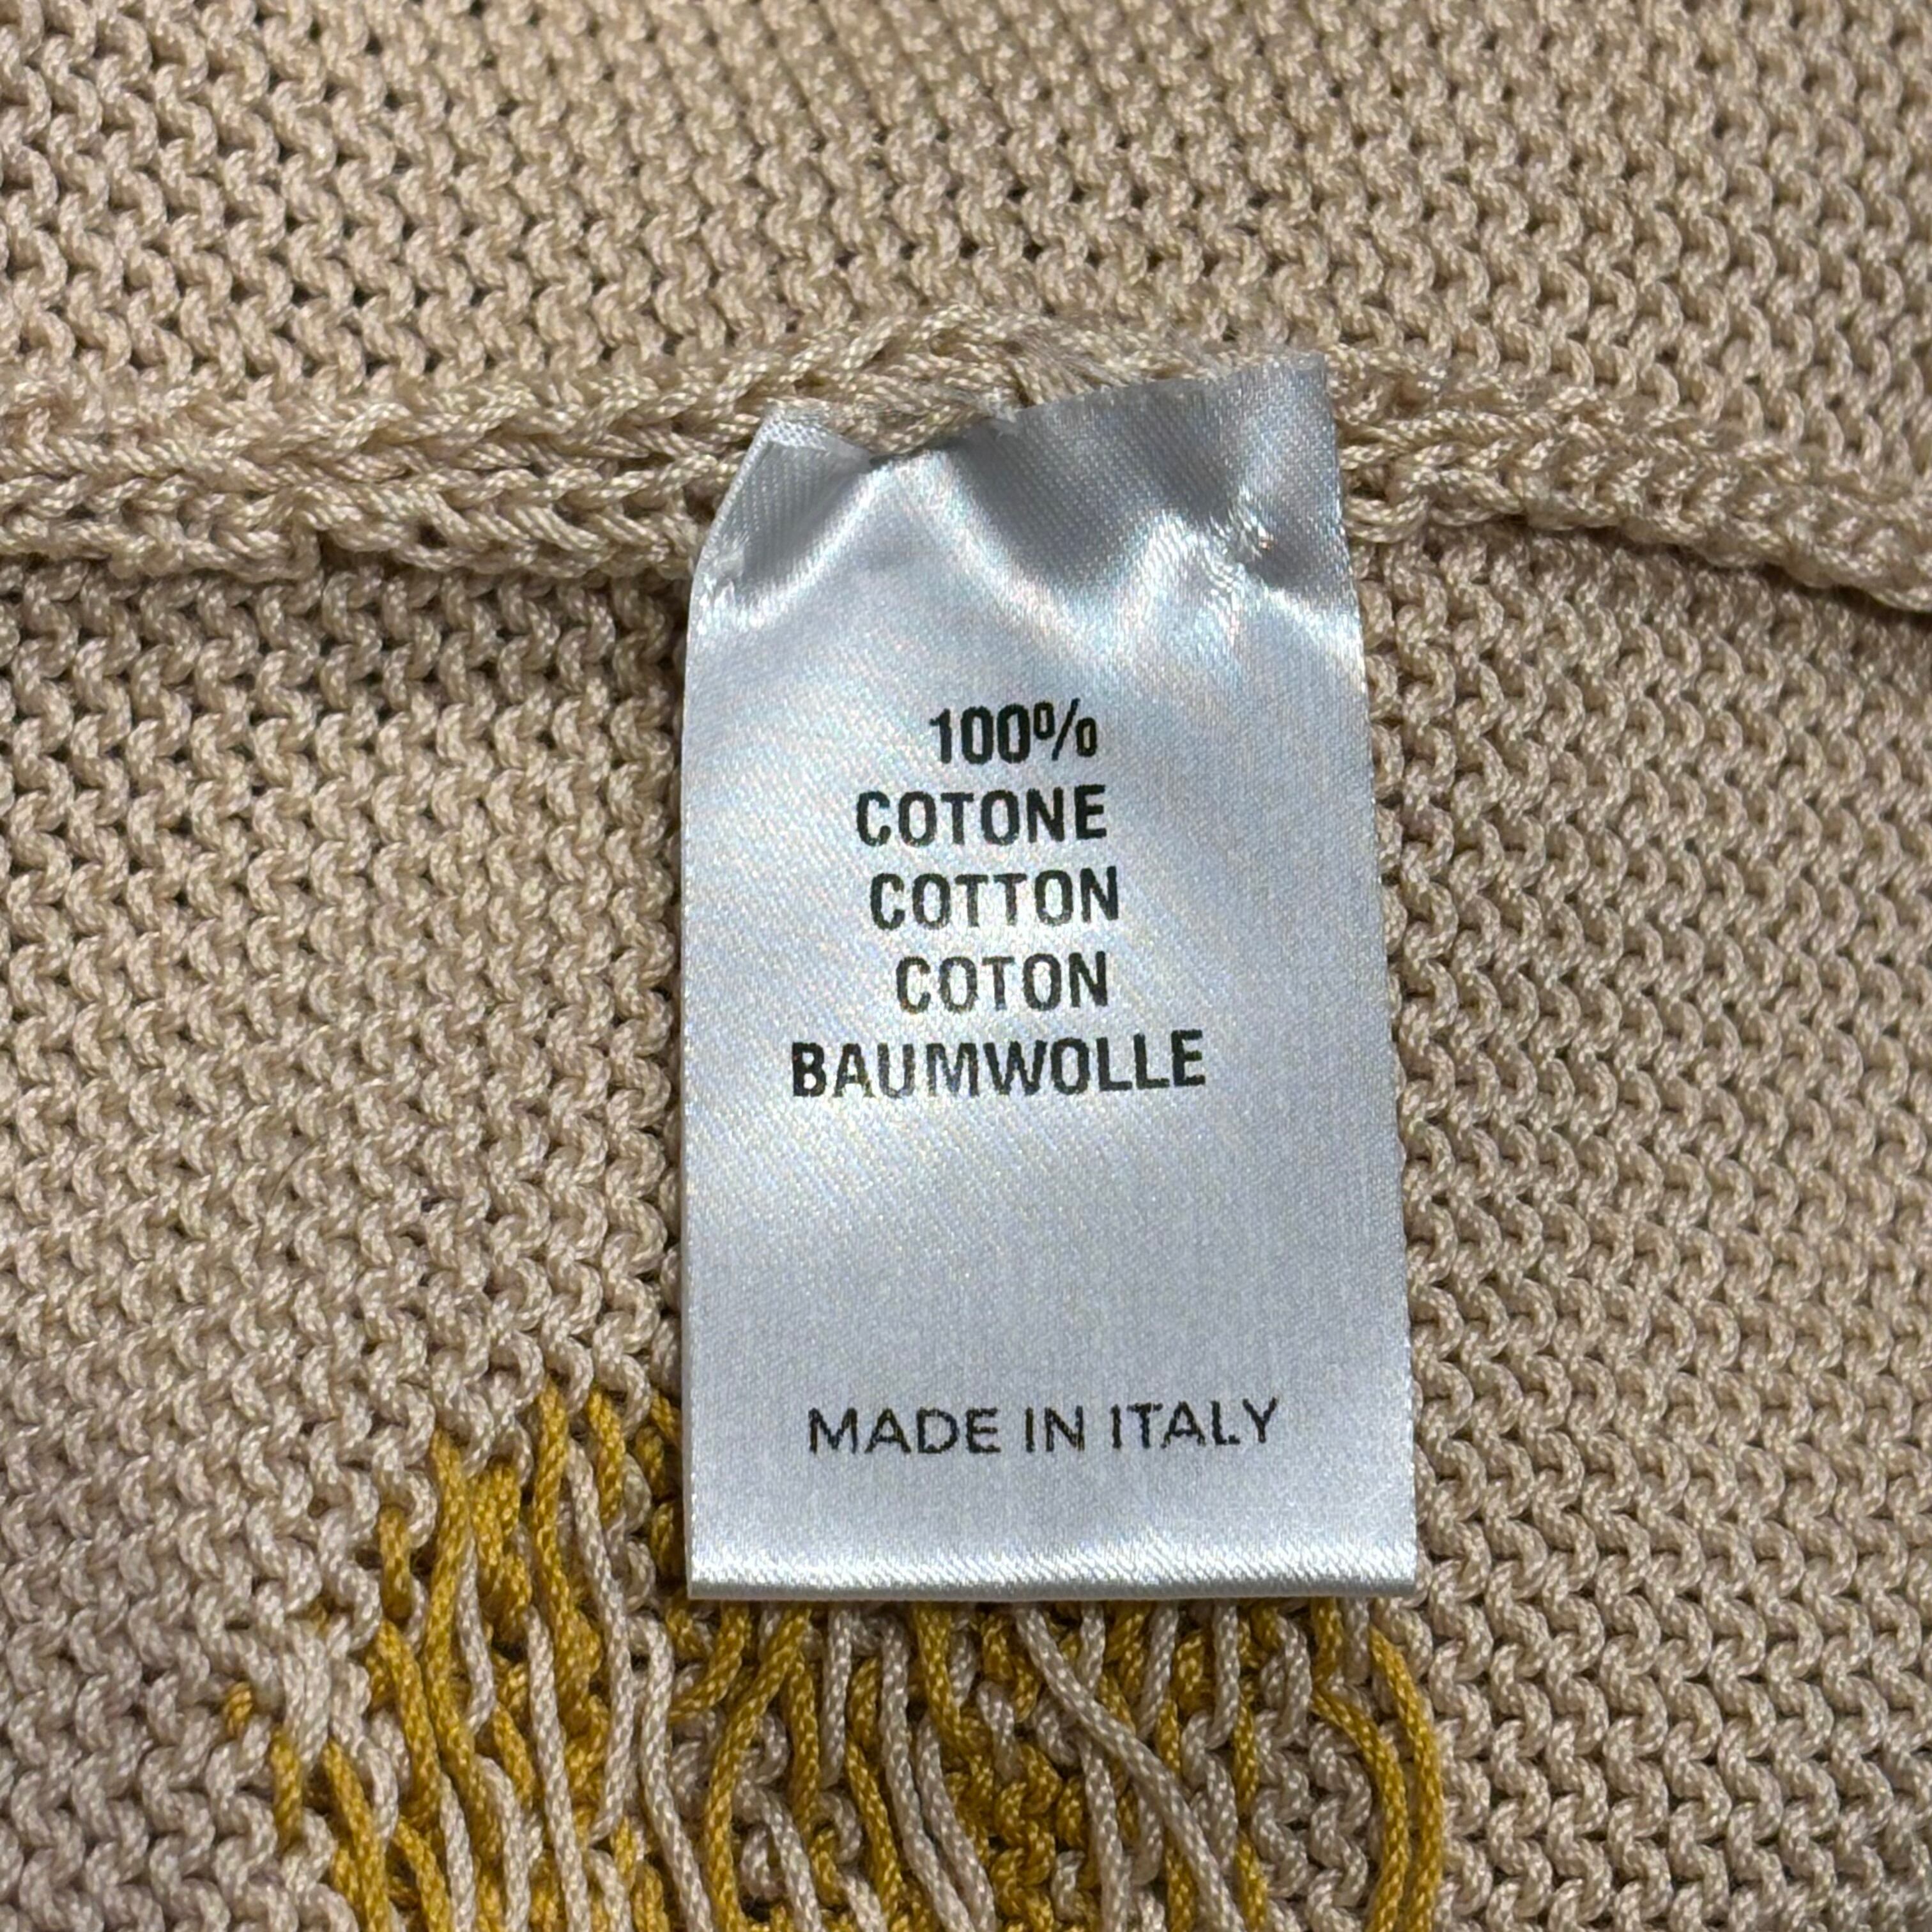 100%
COTONE
COTTON
COTON
BAUMWOLLE
MADE IN ITALY